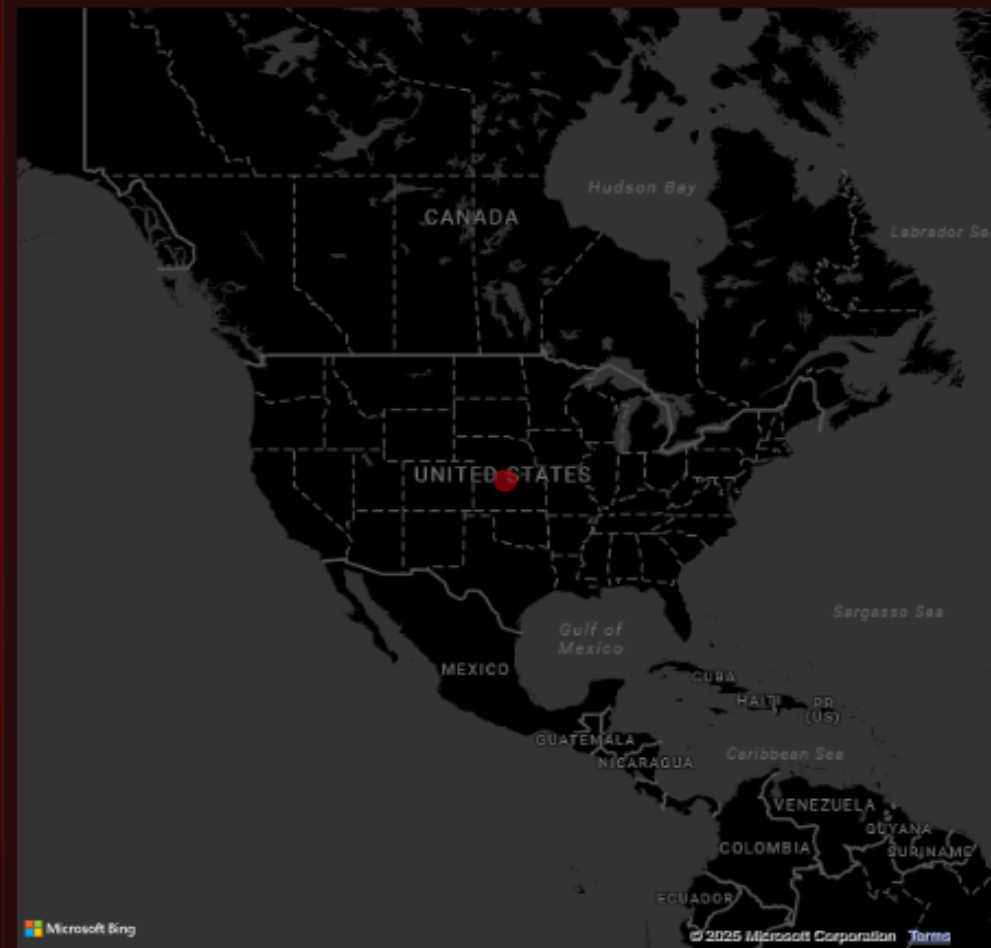 Hudson Bay
CANADA
Labrador Se
UNITED STATES
Sargasso Sea
Gulf of
Mexico
MEXICO
CUBA
HAITI
PR
(US)
GUATEMALA
Caribbean Sea
NICARAGUA
VENEZUELA
GUYANA
COLOMBIA
SURINAME
ECUADOR
Microsoft Bing
© 2025 Microsoft Corporation Terms